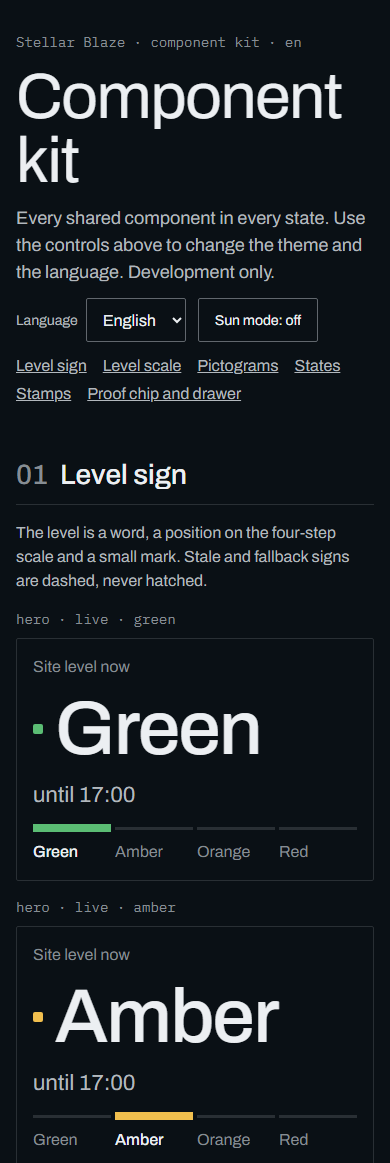 Stellar Blaze · component kit · en
Component
kit
Every shared component in every state. Use
the controls above to change the theme and
the language. Development only.
Language English Sun mode: off
Level sign Level scale Pictograms States
Stamps Proof chip and drawer
01 Level sign
The level is a word, a position on the four-step
scale and a small mark. Stale and fallback signs
are dashed, never hatched.
hero · live · green
Site level now
Green
until 17:00
Green Amber Orange Red
hero · live · amber
Site level now
Amber
until 17:00
Green Amber Orange Red